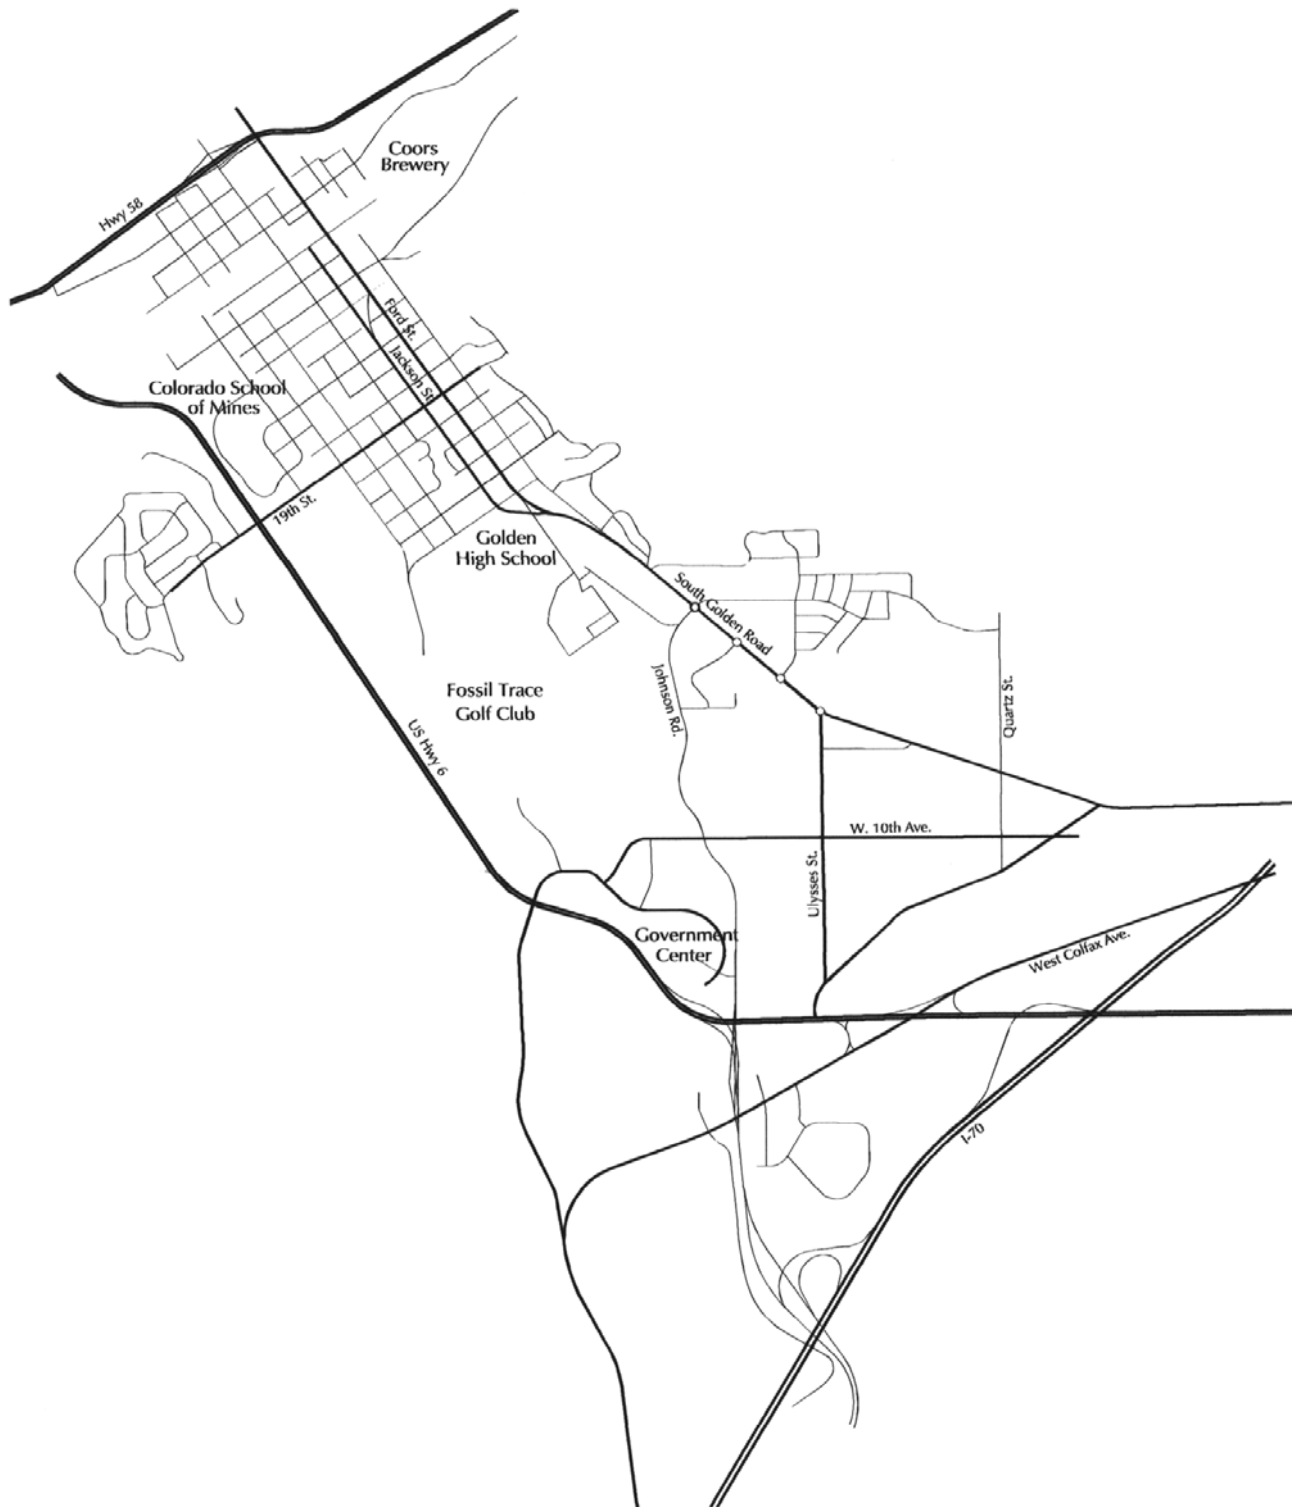 Coors
Brewery
Hwy 58
Ford St.
Jackson St.
Colorado School
of Mines
19th St.
Golden
High School
South Golden Road
Johnson Rd.
Quartz St.
Fossil Trace
Golf Club
US Hwy 6
W. 10th Ave.
Ulysses St.
Government
Center
West Colfax Ave.
I-70